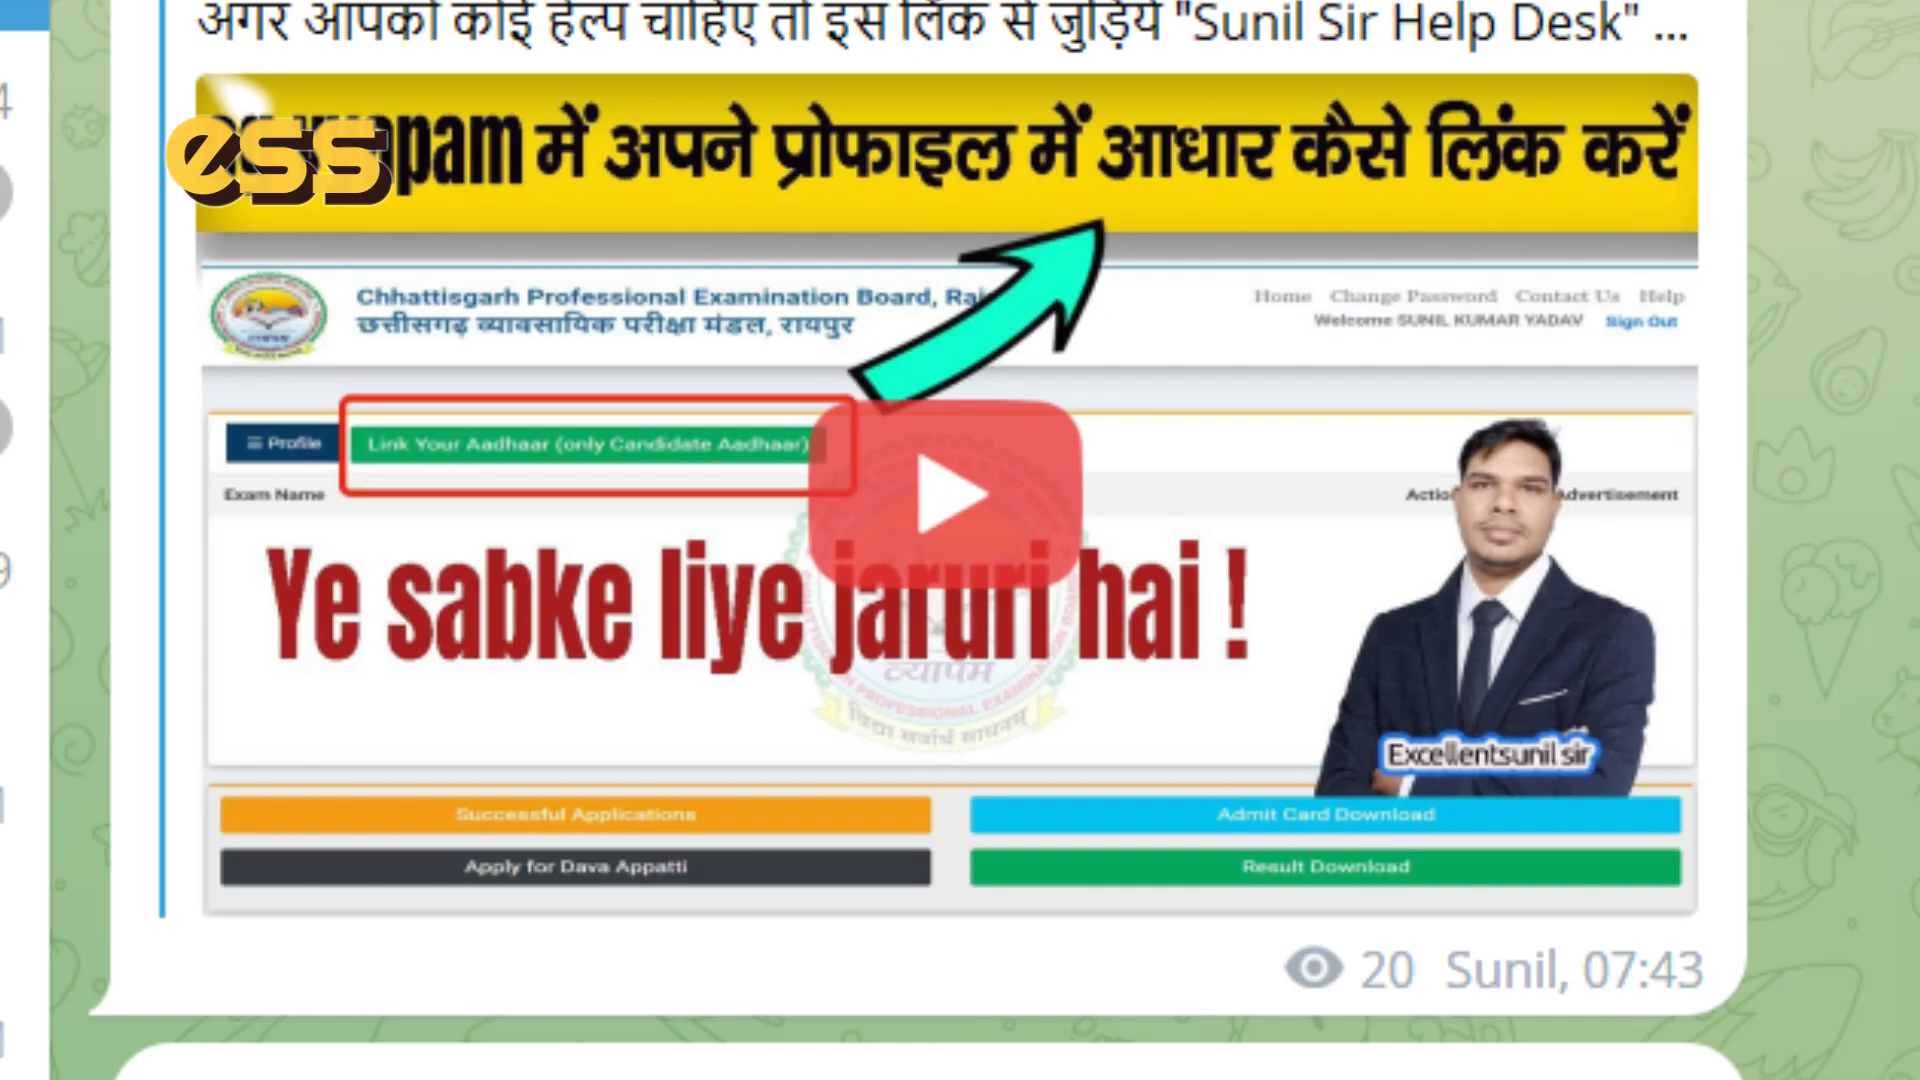 अगर आपको कोई हेल्प चाहिए तो इस लिंक से जुड़िये "Sunil Sir Help Desk" ...
ess
में अपने प्रोफाइल में आधार कैसे लिंक करें
Chhattisgarh Professional Examination Board,
छत्तीसगढ़ व्यावसायिक परीक्षा मंडल, रायपुर
Home Change Password Contact Us Help
Welcome SUNIL KUMAR YADAV Sign Out
Profile Link Your Aadhaar (only Candidate Aadhaar)
Exam Name Advertisement
Ye sabke liye jaruri hai !
व्यापम
Excellentsunil sir
Successful Applications Admit Card Download
Apply for Dava Appatti Result Download
20 Sunil, 07:43